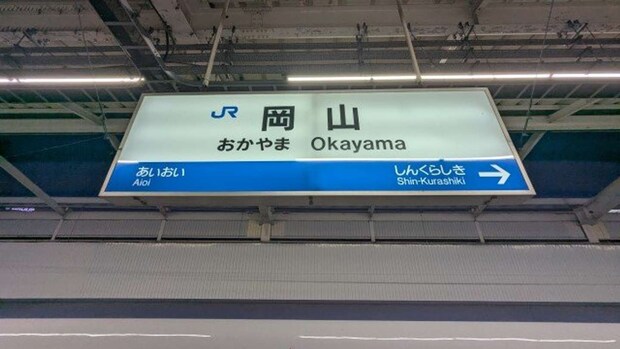 JR 岡山
おかやま Okayama
あいおい しんくらしき →
Aioi Shin-Kurashiki